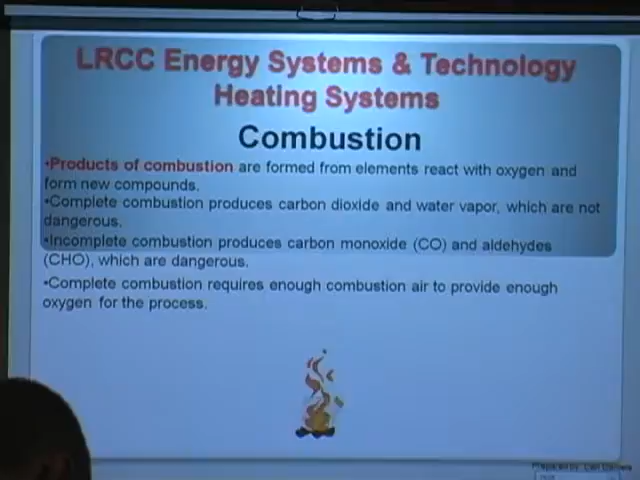 LRCC Energy Systems & Technology
Heating Systems
Combustion
•Products of combustion are formed from elements react with oxygen and
form new compounds.
•Complete combustion produces carbon dioxide and water vapor, which are not
dangerous.
•Incomplete combustion produces carbon monoxide (CO) and aldehydes
(CHO), which are dangerous.
•Complete combustion requires enough combustion air to provide enough
oxygen for the process.
Prepared by: